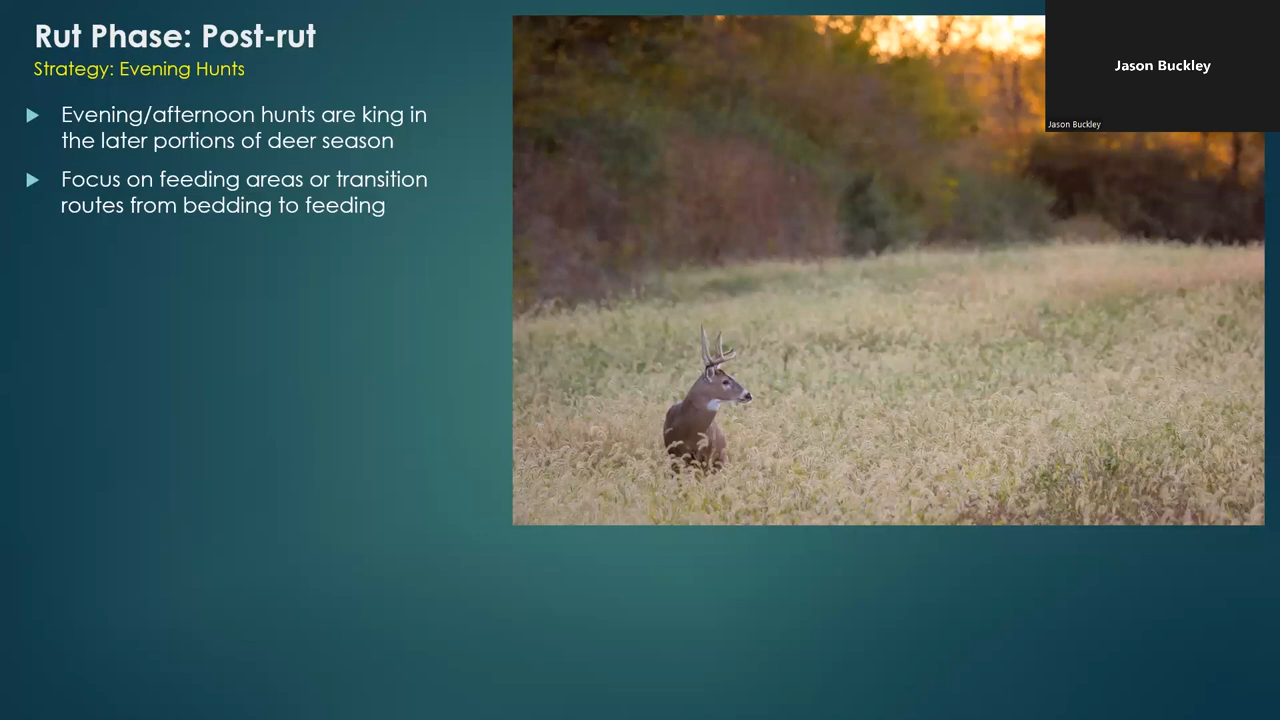 Rut Phase: Post-rut
Strategy: Evening Hunts
Evening/afternoon hunts are king in
the later portions of deer season
Focus on feeding areas or transition
routes from bedding to feeding
Jason Buckley
Jason Buckley